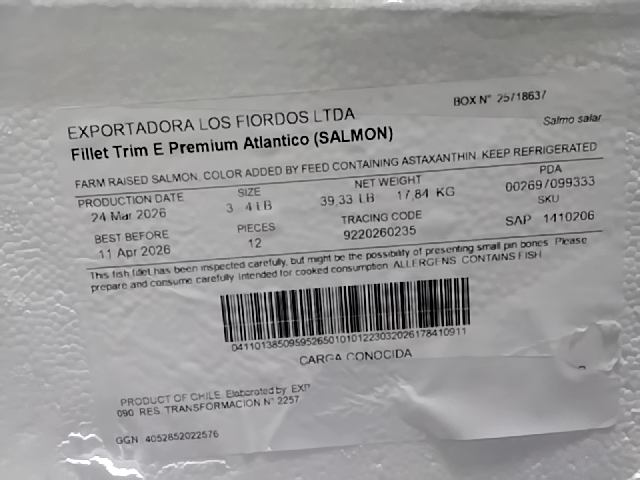 BOX N° 25718637
EXPORTADORA LOS FIORDOS LTDA
Salmo salar
Fillet Trim E Premium Atlantico (SALMON)
FARM RAISED SALMON. COLOR ADDED BY FEED CONTAINING ASTAXANTHIN. KEEP REFRIGERATED
PRODUCTION DATE SIZE NET WEIGHT PDA
24 Mar 2026 3 4 LB 39,33 LB 17,84 KG 002697099333
BEST BEFORE PIECES TRACING CODE SKU
11 Apr 2026 12 9220260235 SAP 1410206
This fish fillet has been inspected carefully, but might be the possibility of presenting small pin bones. Please
prepare and consume carefully. Intended for cooked consumption. ALLERGENS: CONTAINS FISH
04110138509595265010101223032026178410911
CARGA CONOCIDA
PRODUCT OF CHILE. Elaborated by: EXP
090 RES. TRANSFORMACION N° 2257
GGN 4052852022576